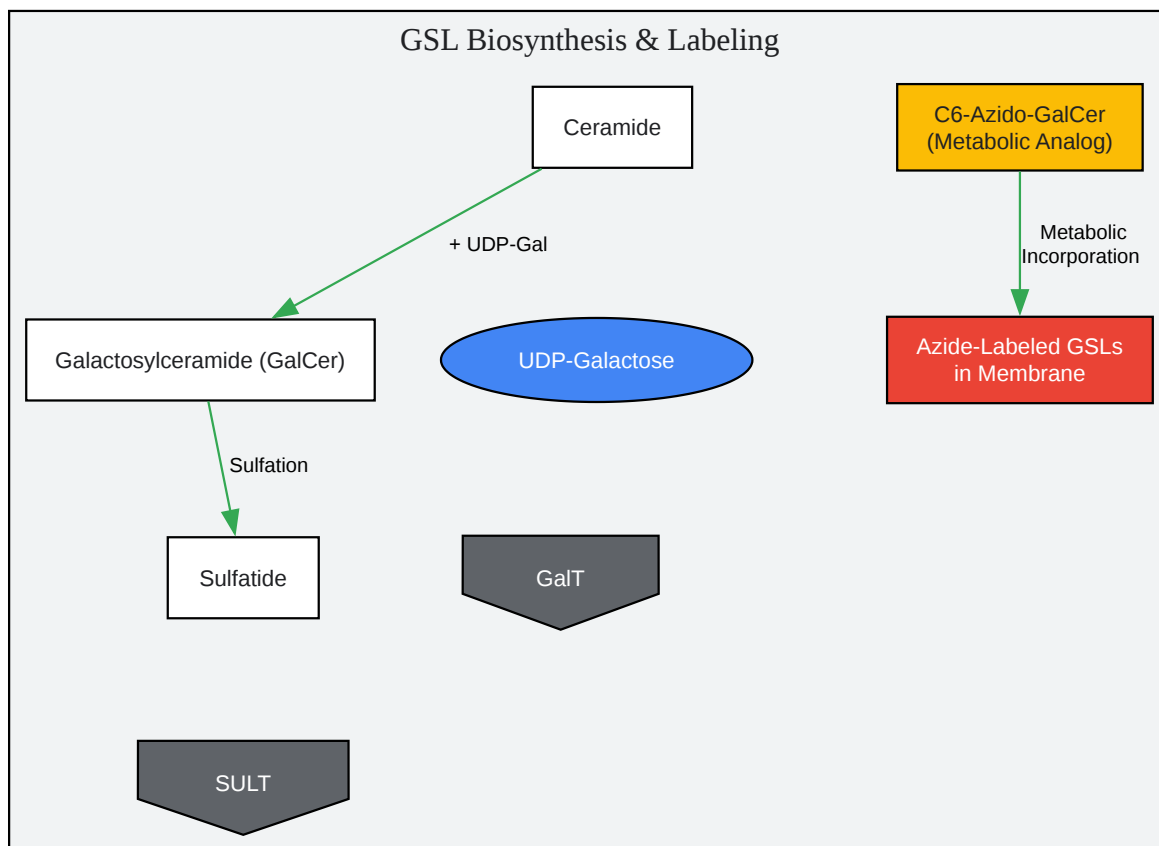 GSL Biosynthesis & Labeling
Ceramide
C6-Azido-GalCer
(Metabolic Analog)
+ UDP-Gal
Metabolic
Incorporation
Galactosylceramide (GalCer)
UDP-Galactose
Azide-Labeled GSLs
in Membrane
Sulfation
Sulfatide
GalT
SULT